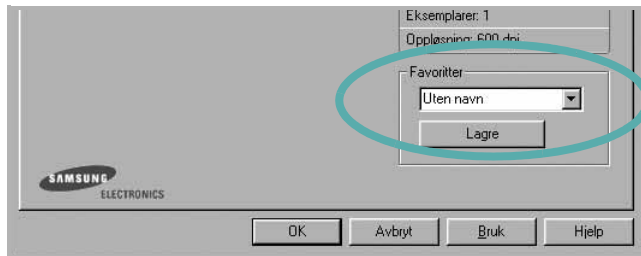 Eksemplarer: 1
Oppløsning: 600 dpi
Favoritter
Uten navn
Lagre
SAMSUNG
ELECTRONICS
OK
Avbryt
Bruk
Hjelp